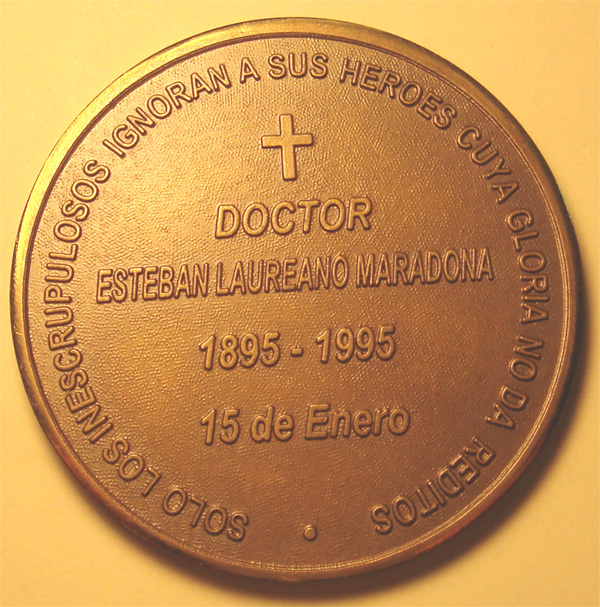 SOLO LOS INESCRUPULOSOS IGNORAN A SUS HEROES CUYA GLORIA NO DA REDITOS
DOCTOR
ESTEBAN LAUREANO MARADONA
1895 - 1995
15 de Enero